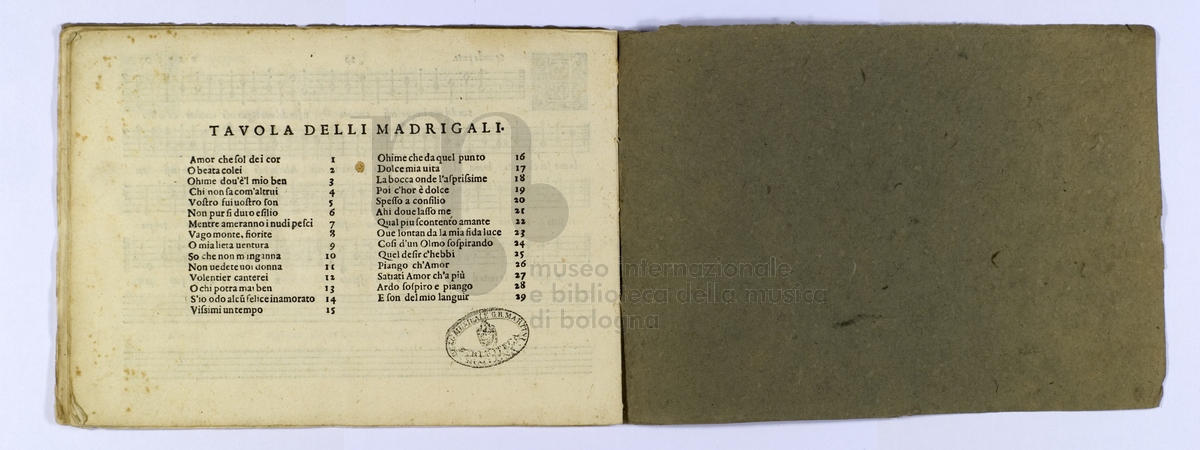 TAVOLA DELLI MADRIGALI.
Amor che sol dei cor 1
O beata colei 2
Ohime dou'è'l mio ben 3
Chi non sa com'altrui 4
Vostro fui uostro son 5
Non pur si duro esilio 6
Mentre ameranno i nudi pesci 7
Vago monte, fiorite 8
O mia lieta uentura 9
So che non m inganna 10
Non uedete uoi donna 11
Volentier canterei 12
O chi potra mai ben 13
S'io odo alcũ felice inamorato 14
Vissimi un tempo 15
Ohime che da quel punto 16
Dolce mia uita 17
La bocca onde l'asprissime 18
Poi c'hor è dolce 19
Spesso a consilio 20
Ahi doue lasso me 21
Qual piu scontento amante 22
Oue lontan da la mia fida luce 23
Cosi d'un Olmo sospirando 24
Quel desir c'hebbi 25
Piango ch'Amor 26
Satiati Amor ch'a più 27
Ardo sospiro e piango 28
E son del mio languir 29
museo internazionale
e biblioteca della musica
di bologna
MUSICALE G.B. MARTINI